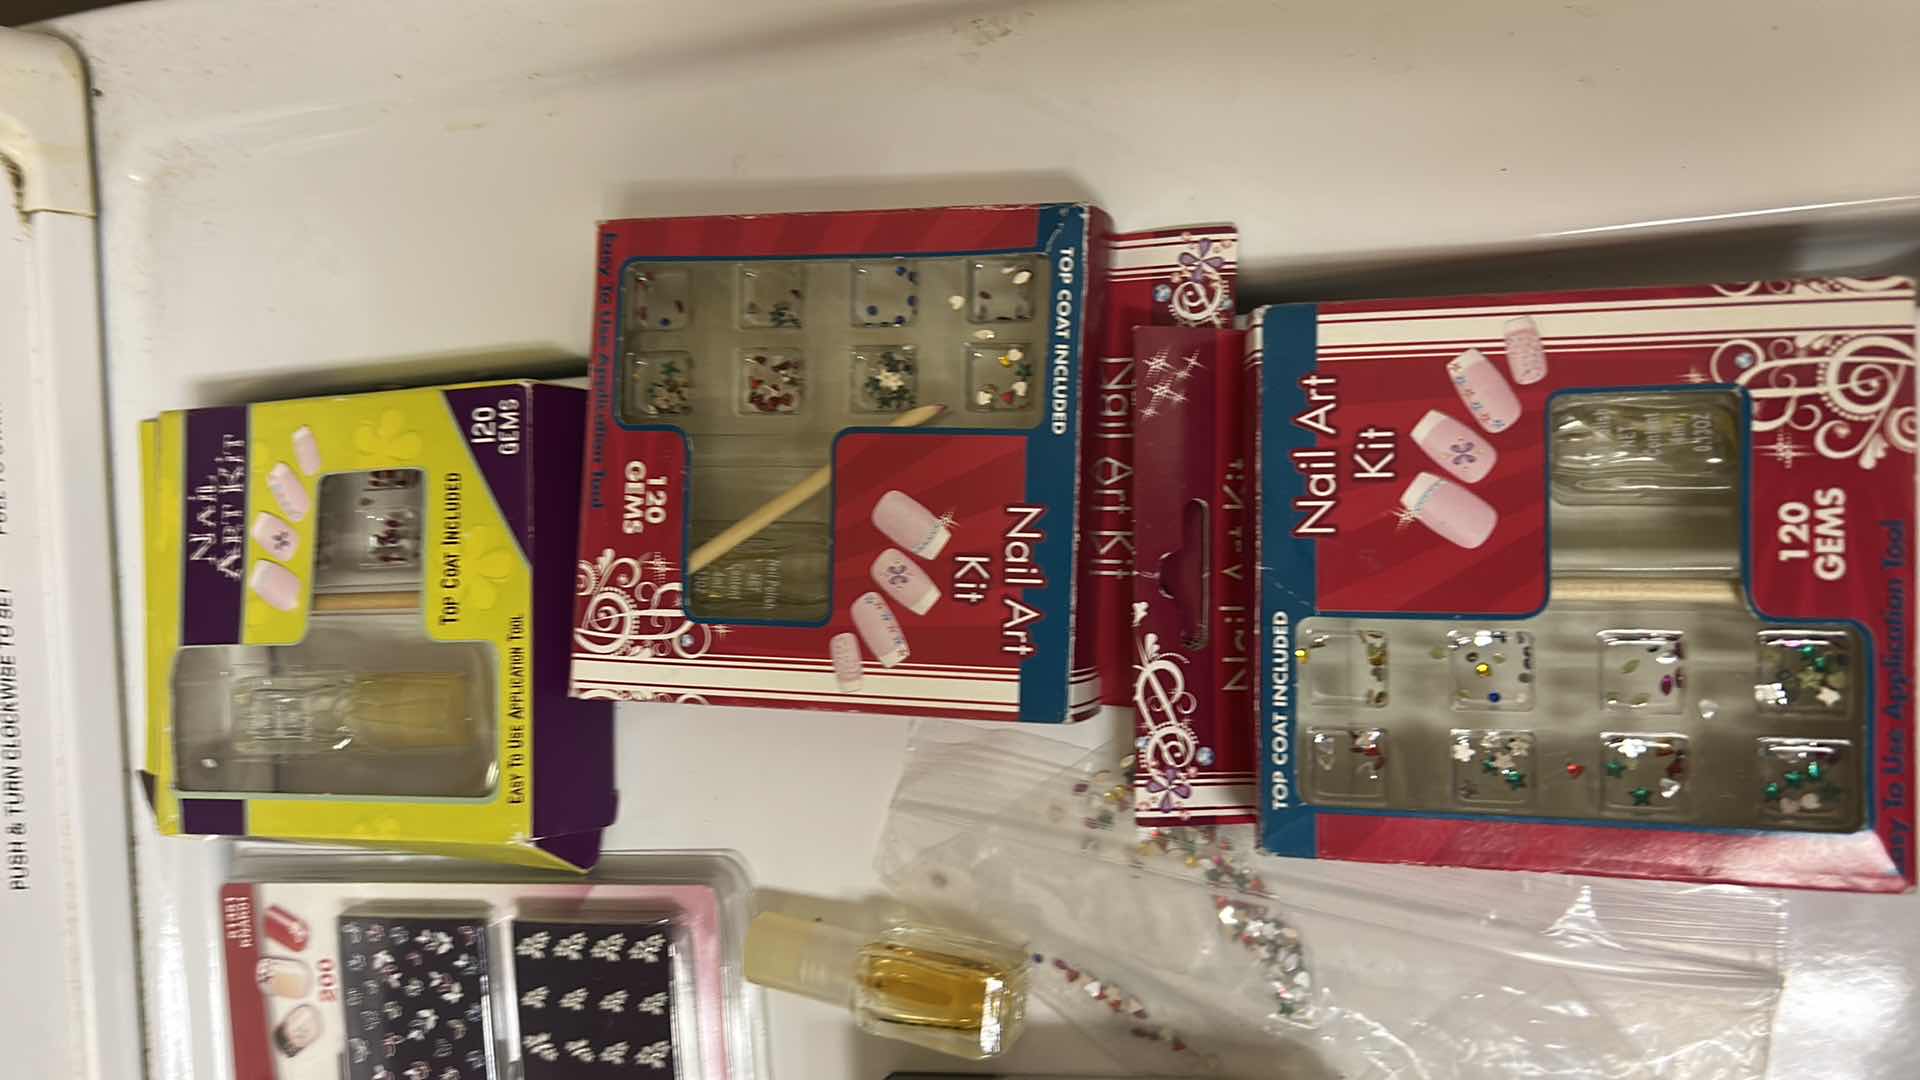 PUSH & TURN CLOCKWISE TO SET
NAIL
ART KIT
120
GEMS
TOP COAT INCLUDED
EASY TO USE APPLICATION TOOL
200
Easy To Use Application Tool
TOP COAT INCLUDED
120
GEMS
Nail Art
Kit
Nail Art Kit
Nail Art Kit
Nail Art
Kit
120
GEMS
TOP COAT INCLUDED
Easy To Use Application Tool